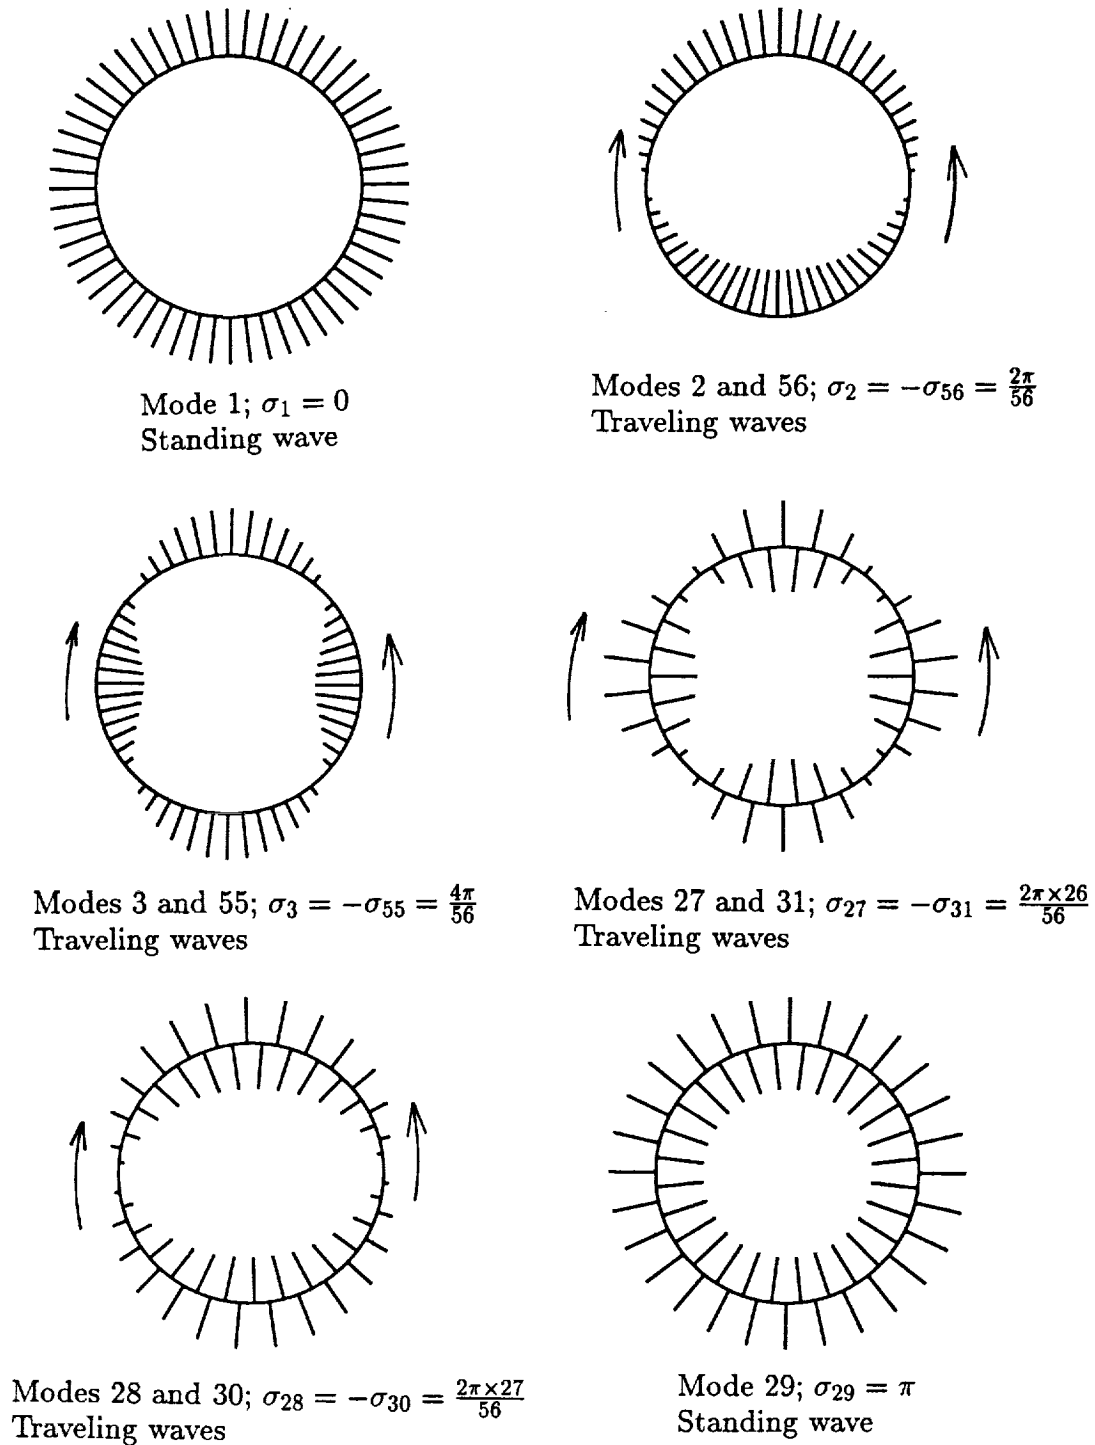 Mode 1; σ₁ = 0
Standing wave
Modes 2 and 56; σ₂ = −σ₅₆ = 2π/56
Traveling waves
Modes 3 and 55; σ₃ = −σ₅₅ = 4π/56
Traveling waves
Modes 27 and 31; σ₂₇ = −σ₃₁ = 2π×26/56
Traveling waves
Modes 28 and 30; σ₂₈ = −σ₃₀ = 2π×27/56
Traveling waves
Mode 29; σ₂₉ = π
Standing wave